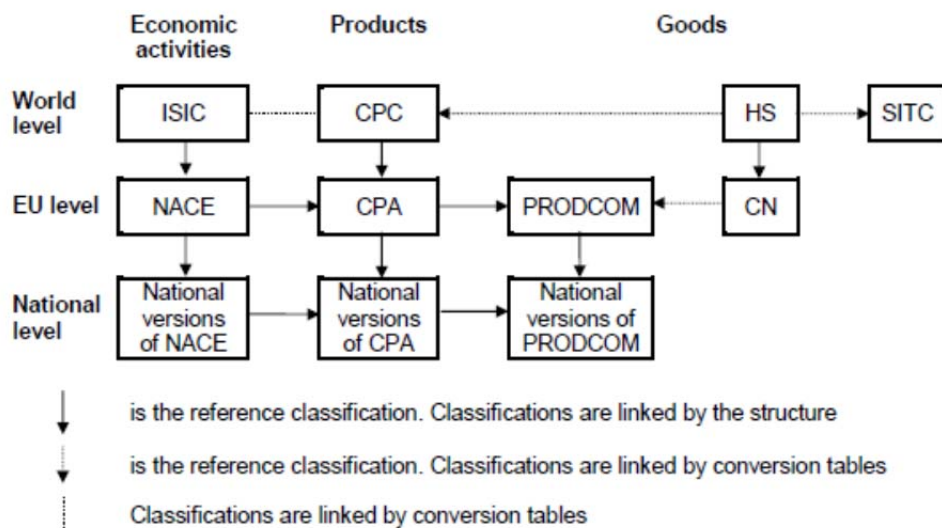 Economic activities
Products
Goods
World level
ISIC
CPC
HS
SITC
EU level
NACE
CPA
PRODCOM
CN
National level
National versions of NACE
National versions of CPA
National versions of PRODCOM
is the reference classification. Classifications are linked by the structure
is the reference classification. Classifications are linked by conversion tables
Classifications are linked by conversion tables